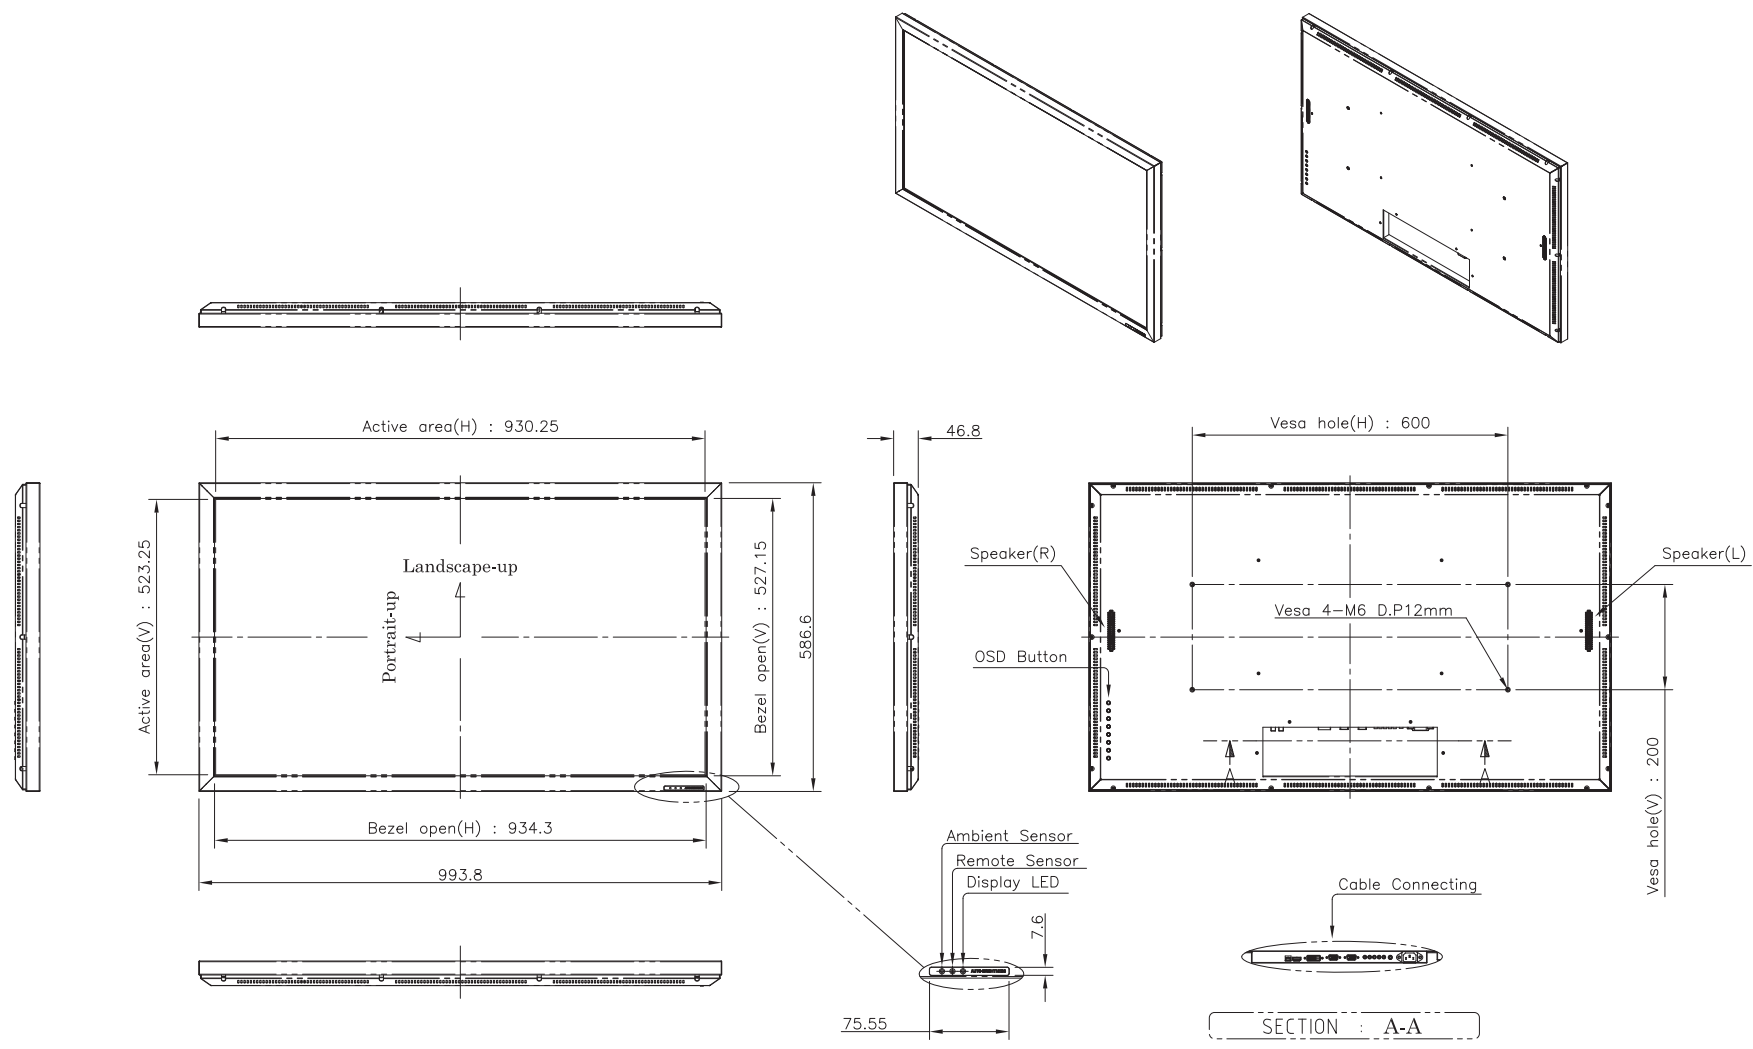 Active area(H) : 930.25
46.8
Vesa hole(H) : 600
Active area(V) : 523.25
Landscape-up
Portrait-up
Bezel open(V) : 527.15
586.6
Speaker(R)
Speaker(L)
Vesa 4-M6 D.P12mm
OSD Button
Vesa hole(V) : 200
A
A
Bezel open(H) : 934.3
993.8
Ambient Sensor
Remote Sensor
Display LED
7.6
75.55
Cable Connecting
SECTION : A-A